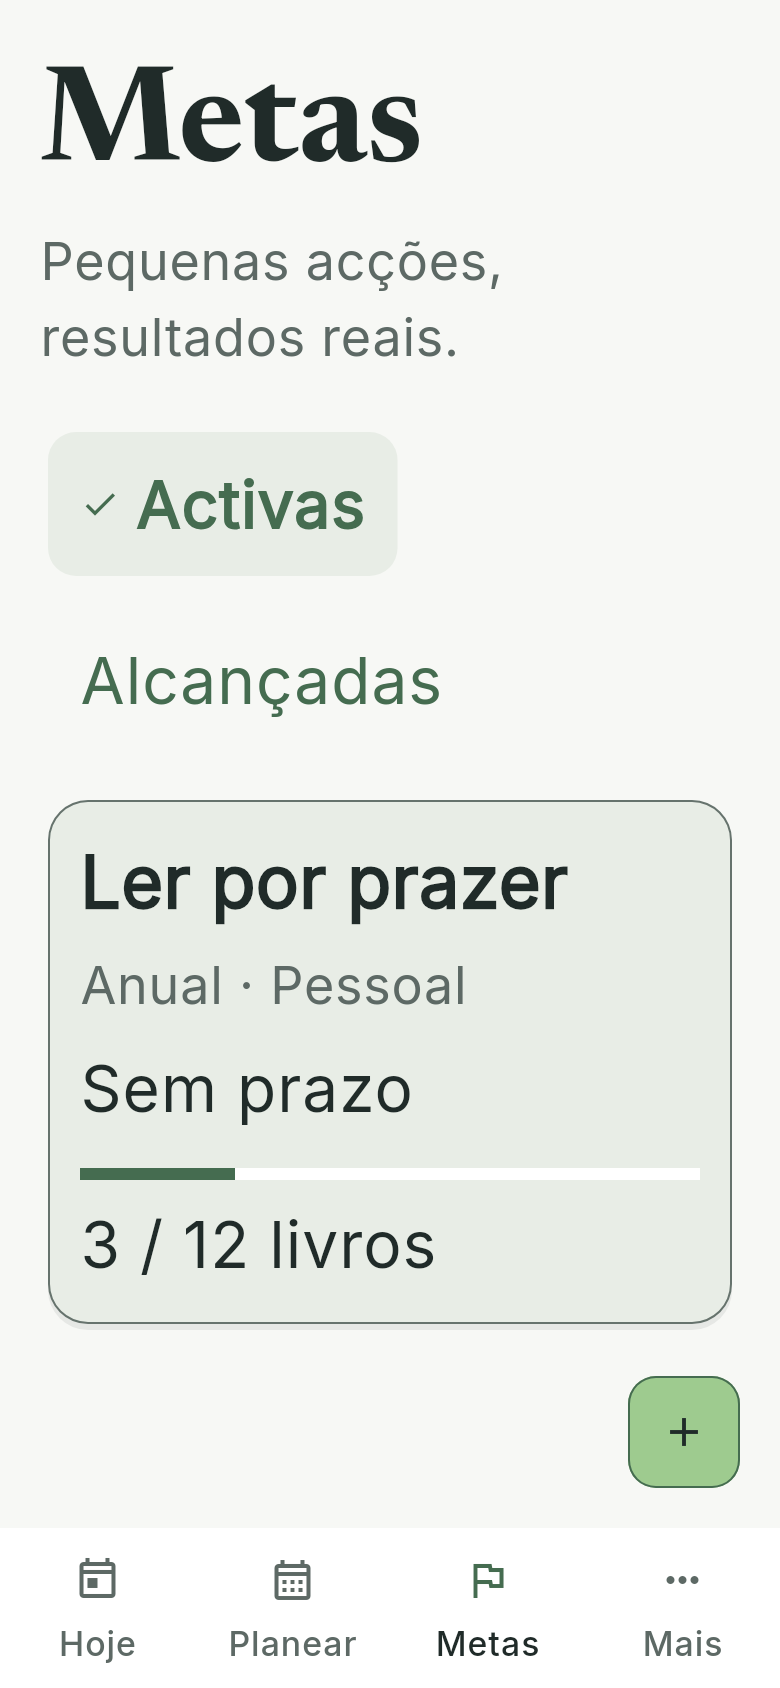 Metas
Pequenas acções,
resultados reais.
Activas
Alcançadas
Ler por prazer
Anual · Pessoal
Sem prazo
3 / 12 livros
+
Hoje
Planear
Metas
Mais